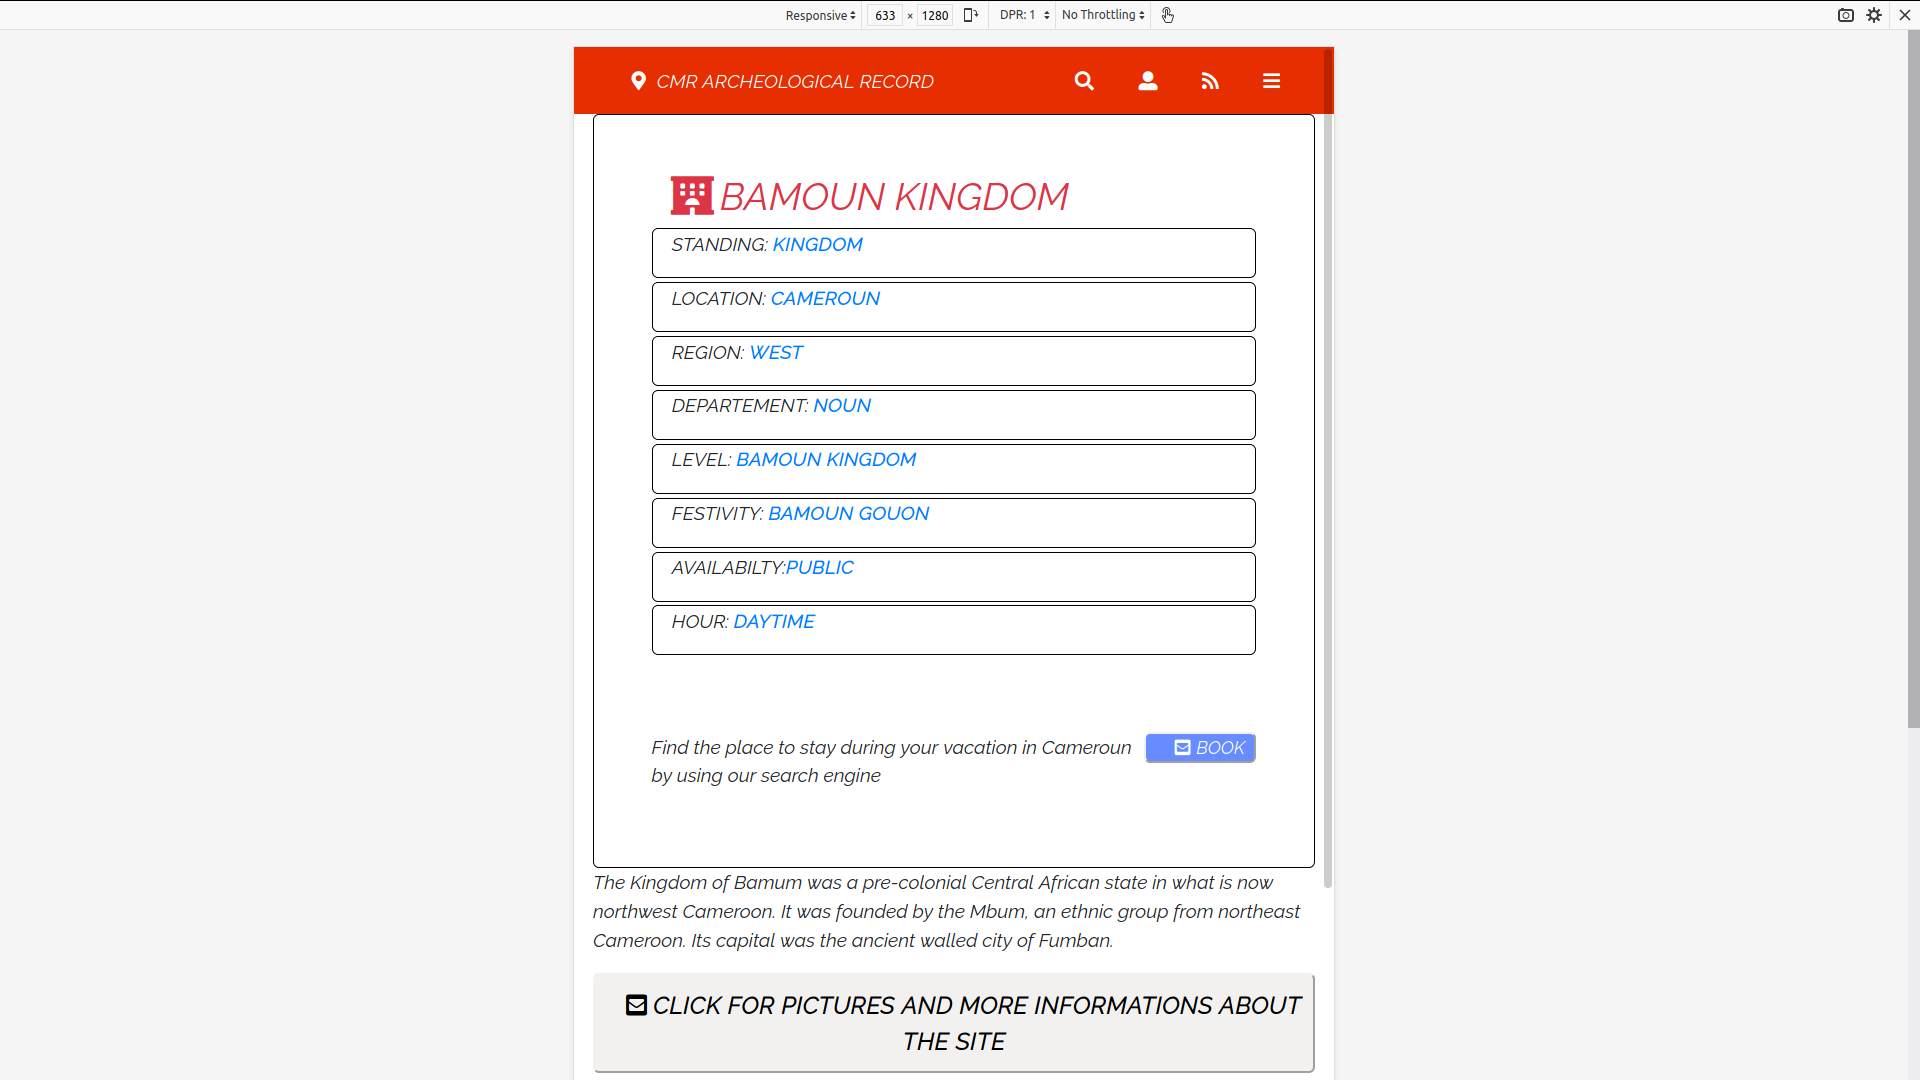 Responsive 633 × 1280 DPR: 1 No Throttling
CMR ARCHEOLOGICAL RECORD
BAMOUN KINGDOM
STANDING: KINGDOM
LOCATION: CAMEROUN
REGION: WEST
DEPARTEMENT: NOUN
LEVEL: BAMOUN KINGDOM
FESTIVITY: BAMOUN GOUON
AVAILABILTY:PUBLIC
HOUR: DAYTIME
Find the place to stay during your vacation in Cameroun
by using our search engine
BOOK
The Kingdom of Bamum was a pre-colonial Central African state in what is now
northwest Cameroon. It was founded by the Mbum, an ethnic group from northeast
Cameroon. Its capital was the ancient walled city of Fumban.
CLICK FOR PICTURES AND MORE INFORMATIONS ABOUT
THE SITE